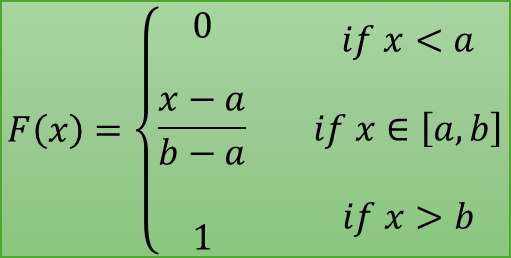 0 if x < a
F(x) = { x − a / b − a if x ∈ [a, b]
1 if x > b